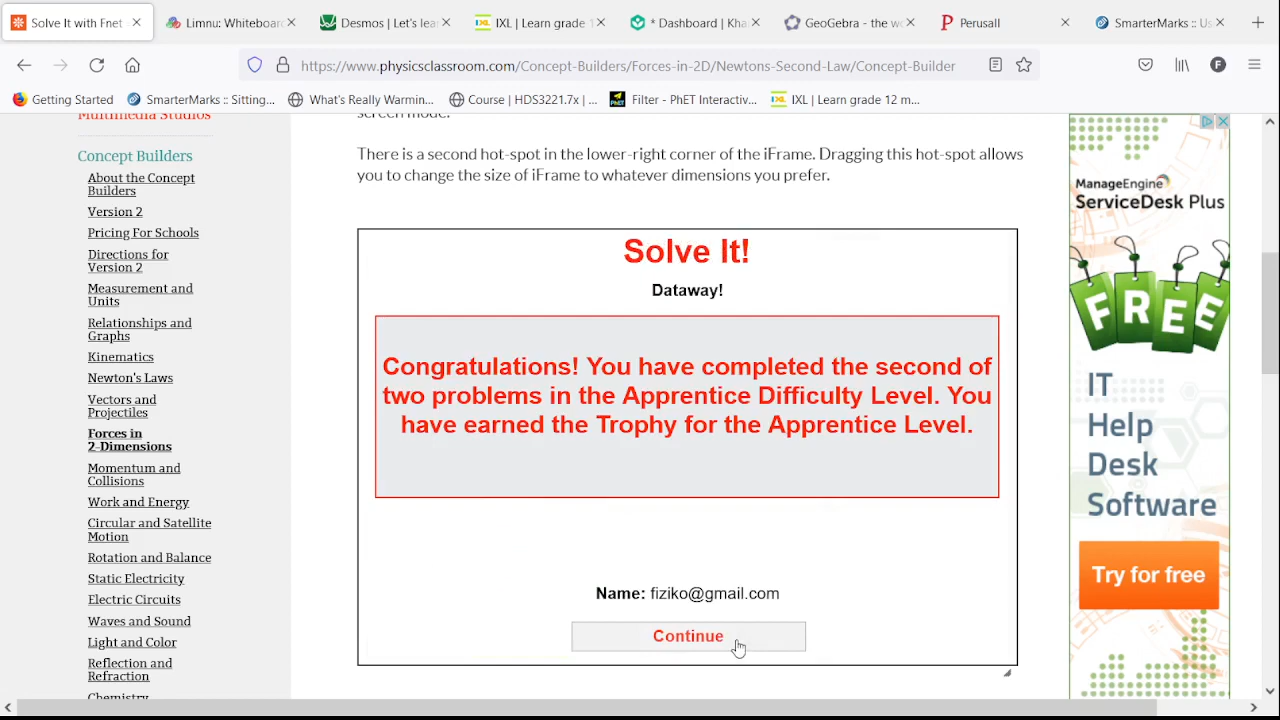 Solve It with Fnet
Limnu: Whiteboard
Desmos | Let's lear
IXL | Learn grade 1
* Dashboard | Kha
GeoGebra - the wo
Perusall
SmarterMarks :: Us
https://www.physicsclassroom.com/Concept-Builders/Forces-in-2D/Newtons-Second-Law/Concept-Builder
F
Getting Started
SmarterMarks :: Sitting...
What's Really Warmin...
Course | HDS3221.7x | ...
Filter - PhET Interactiv...
IXL | Learn grade 12 m...
Multimedia Studios
Concept Builders
About the Concept
Builders
Version 2
Pricing For Schools
Directions for
Version 2
Measurement and
Units
Relationships and
Graphs
Kinematics
Newton's Laws
Vectors and
Projectiles
Forces in
2-Dimensions
Momentum and
Collisions
Work and Energy
Circular and Satellite
Motion
Rotation and Balance
Static Electricity
Electric Circuits
Waves and Sound
Light and Color
Reflection and
Refraction
Chemistry
screen mode.
There is a second hot-spot in the lower-right corner of the iFrame. Dragging this hot-spot allows
you to change the size of iFrame to whatever dimensions you prefer.
Solve It!
Dataway!
Congratulations! You have completed the second of
two problems in the Apprentice Difficulty Level. You
have earned the Trophy for the Apprentice Level.
Name: fiziko@gmail.com
Continue
ManageEngine
ServiceDesk Plus
FREE
IT
Help
Desk
Software
Try for free